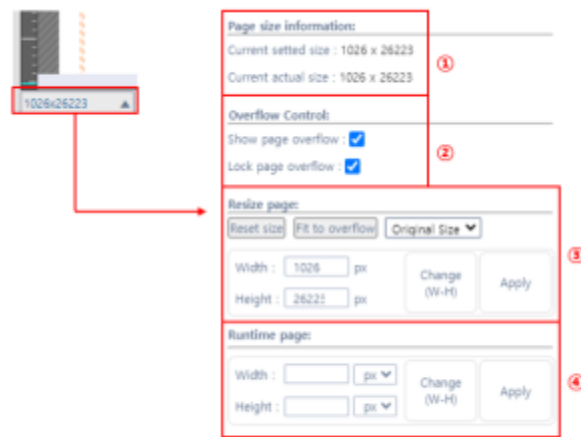 1026x26223 ▲
Page size information:
Current setted size : 1026 x 26223
Current actual size : 1026 x 26223
①
Overflow Control:
Show page overflow :
Lock page overflow :
②
Resize page:
Reset size Fit to overflow Original Size
Width : 1026 px
Height : 2622 px
Change (W-H)
Apply
③
Runtime page:
Width : px
Height : px
Change (W-H)
Apply
④